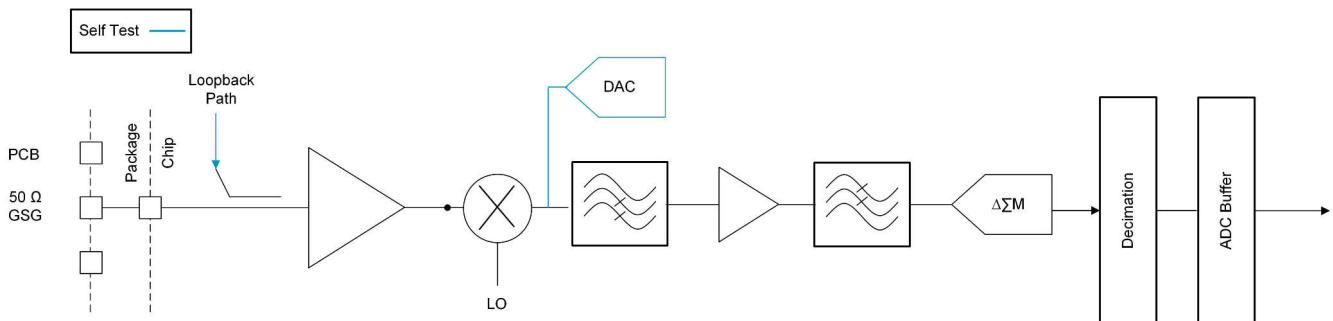 Self Test
Loopback
Path
DAC
PCB
Package
Chip
50 Ω
GSG
ΔΣM
Decimation
ADC Buffer
LO